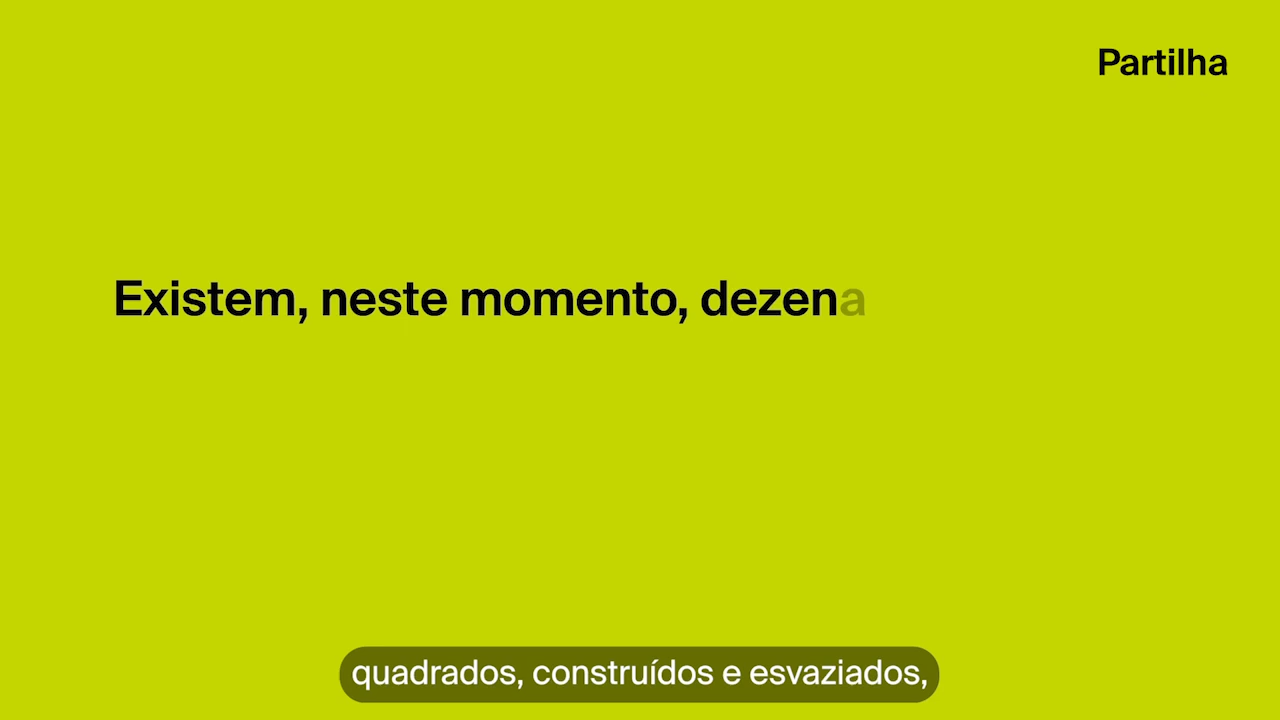 Partilha
Existem, neste momento, dezena
quadrados, construídos e esvaziados,